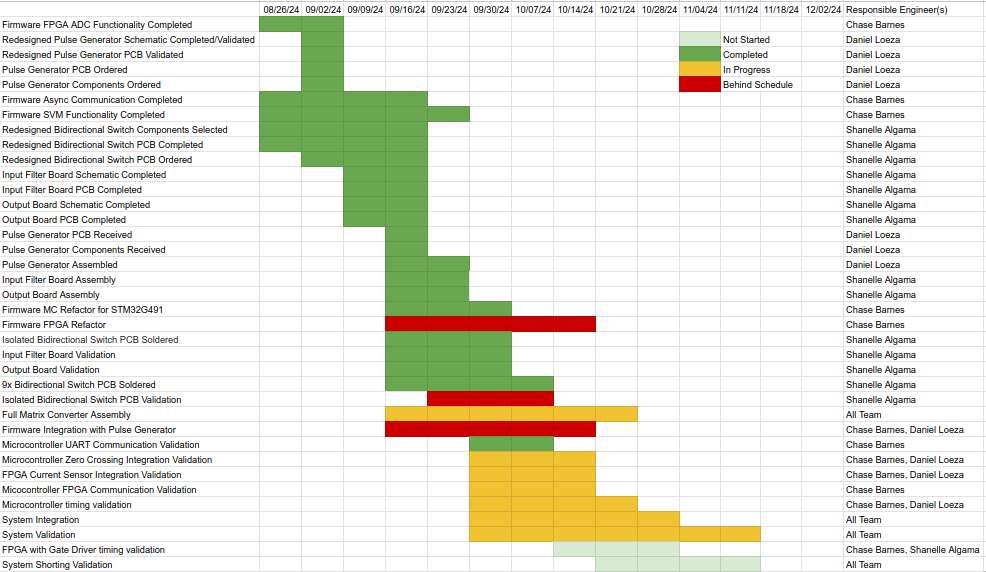 08/26/24 09/02/24 09/09/24 09/16/24 09/23/24 09/30/24 10/07/24 10/14/24 10/21/24 10/28/24 11/04/24 11/11/24 11/18/24 12/02/24 Responsible Engineer(s)
Firmware FPGA ADC Functionality Completed Chase Barnes
Redesigned Pulse Generator Schematic Completed/Validated Not Started Daniel Loeza
Redesigned Pulse Generator PCB Validated Completed Daniel Loeza
Pulse Generator PCB Ordered In Progress Daniel Loeza
Pulse Generator Components Ordered Behind Schedule Daniel Loeza
Firmware Async Communication Completed Chase Barnes
Firmware SVM Functionality Completed Chase Barnes
Redesigned Bidirectional Switch Components Selected Shanelle Algama
Redesigned Bidirectional Switch PCB Completed Shanelle Algama
Redesigned Bidirectional Switch PCB Ordered Shanelle Algama
Input Filter Board Schematic Completed Shanelle Algama
Input Filter Board PCB Completed Shanelle Algama
Output Board Schematic Completed Shanelle Algama
Output Board PCB Completed Shanelle Algama
Pulse Generator PCB Received Daniel Loeza
Pulse Generator Components Received Daniel Loeza
Pulse Generator Assembled Daniel Loeza
Input Filter Board Assembly Shanelle Algama
Output Board Assembly Shanelle Algama
Firmware MC Refactor for STM32G491 Chase Barnes
Firmware FPGA Refactor Chase Barnes
Isolated Bidirectional Switch PCB Soldered Shanelle Algama
Input Filter Board Validation Shanelle Algama
Output Board Validation Shanelle Algama
9x Bidirectional Switch PCB Soldered Shanelle Algama
Isolated Bidirectional Switch PCB Validation Shanelle Algama
Full Matrix Converter Assembly All Team
Firmware Integration with Pulse Generator Chase Barnes, Daniel Loeza
Microcontroller UART Communication Validation Chase Barnes
Microcontroller Zero Crossing Integration Validation Chase Barnes, Daniel Loeza
FPGA Current Sensor Integration Validation Chase Barnes, Daniel Loeza
Micocontroller FPGA Communication Validation Chase Barnes
Microcontroller timing validation Chase Barnes, Daniel Loeza
System Integration All Team
System Validation All Team
FPGA with Gate Driver timing validation Chase Barnes, Shanelle Algama
System Shorting Validation All Team